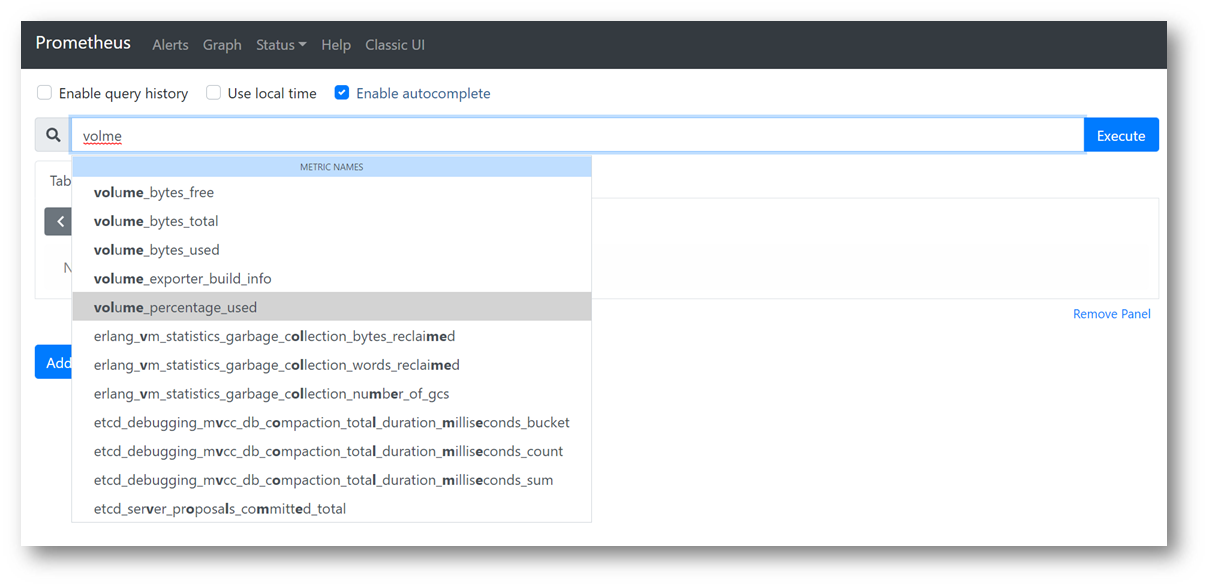 Prometheus Alerts Graph Status Help Classic UI
Enable query history Use local time Enable autocomplete
volme Execute
METRIC NAMES
Tab
volume_bytes_free
volume_bytes_total
volume_bytes_used
volume_exporter_build_info
N
volume_percentage_used
Remove Panel
erlang_vm_statistics_garbage_collection_bytes_reclaimed
Add
erlang_vm_statistics_garbage_collection_words_reclaimed
erlang_vm_statistics_garbage_collection_number_of_gcs
etcd_debugging_mvcc_db_compaction_total_duration_milliseconds_bucket
etcd_debugging_mvcc_db_compaction_total_duration_milliseconds_count
etcd_debugging_mvcc_db_compaction_total_duration_milliseconds_sum
etcd_server_proposals_committed_total